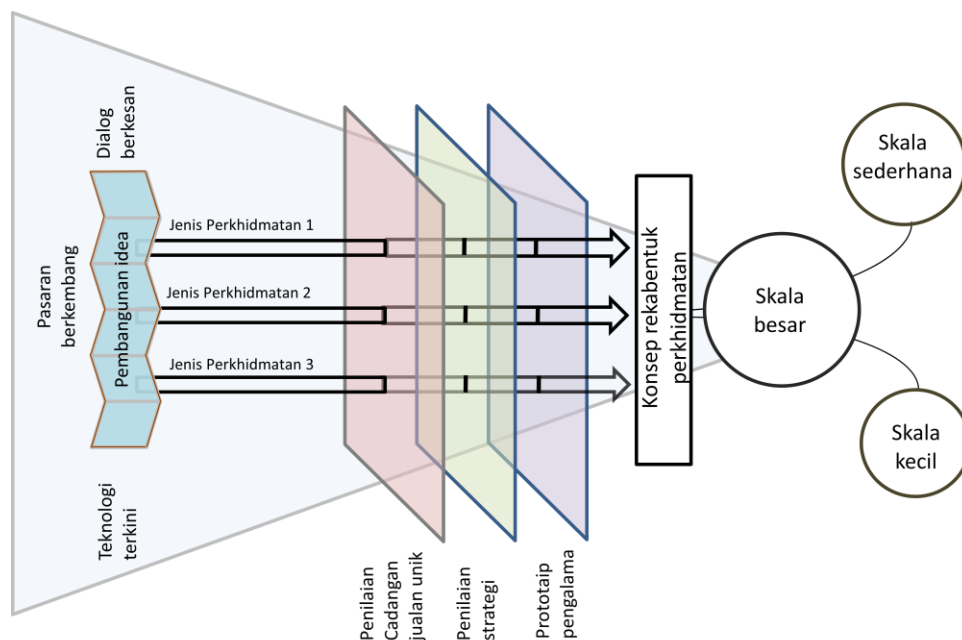 Dialog
berkesan
Pasaran
berkembang
Teknologi
terkini
Pembangunan idea
Jenis Perkhidmatan 1
Jenis Perkhidmatan 2
Jenis Perkhidmatan 3
Penilaian
Cadangan
jualan unik
Penilaian
strategi
Prototaip
pengalama
Konsep rekabentuk
perkhidmatan
Skala
besar
Skala
sederhana
Skala
kecil